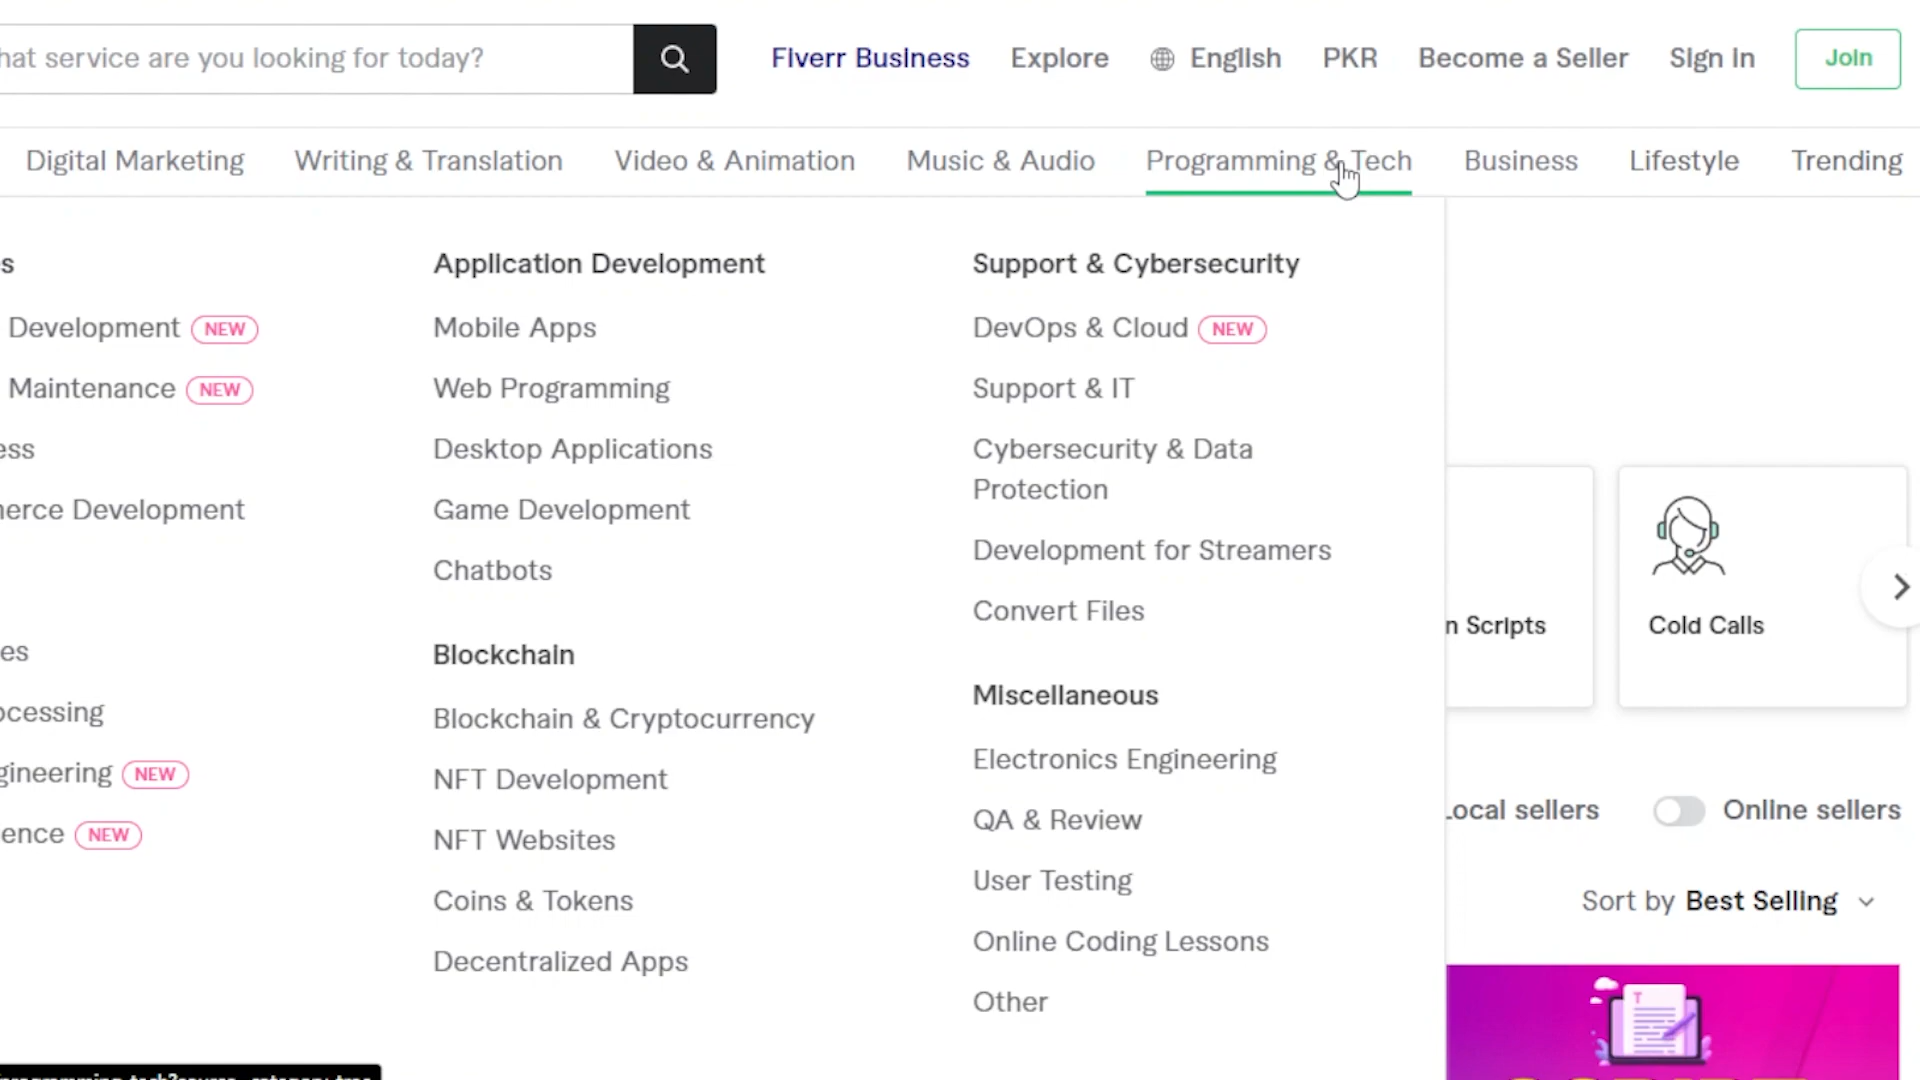 hat service are you looking for today?
Fiverr Business
Explore
English
PKR
Become a Seller
Sign In
Join
Digital Marketing
Writing & Translation
Video & Animation
Music & Audio
Programming & Tech
Business
Lifestyle
Trending
s
Development NEW
Maintenance NEW
ess
erce Development
es
ocessing
gineering NEW
ence NEW
Application Development
Mobile Apps
Web Programming
Desktop Applications
Game Development
Chatbots
Blockchain
Blockchain & Cryptocurrency
NFT Development
NFT Websites
Coins & Tokens
Decentralized Apps
Support & Cybersecurity
DevOps & Cloud NEW
Support & IT
Cybersecurity & Data
Protection
Development for Streamers
Convert Files
Miscellaneous
Electronics Engineering
QA & Review
User Testing
Online Coding Lessons
Other
n Scripts
Cold Calls
Local sellers
Online sellers
Sort by Best Selling
T